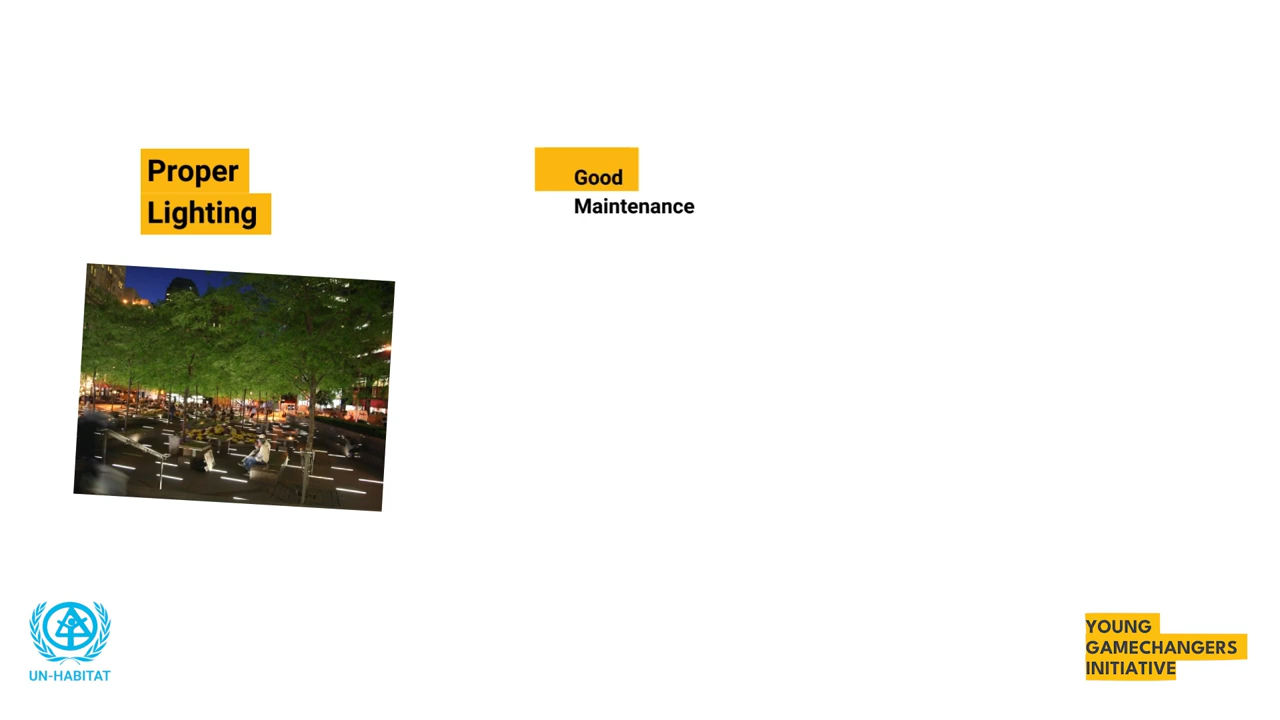 Proper
Lighting
Good
Maintenance
UN-HABITAT
YOUNG
GAMECHANGERS
INITIATIVE